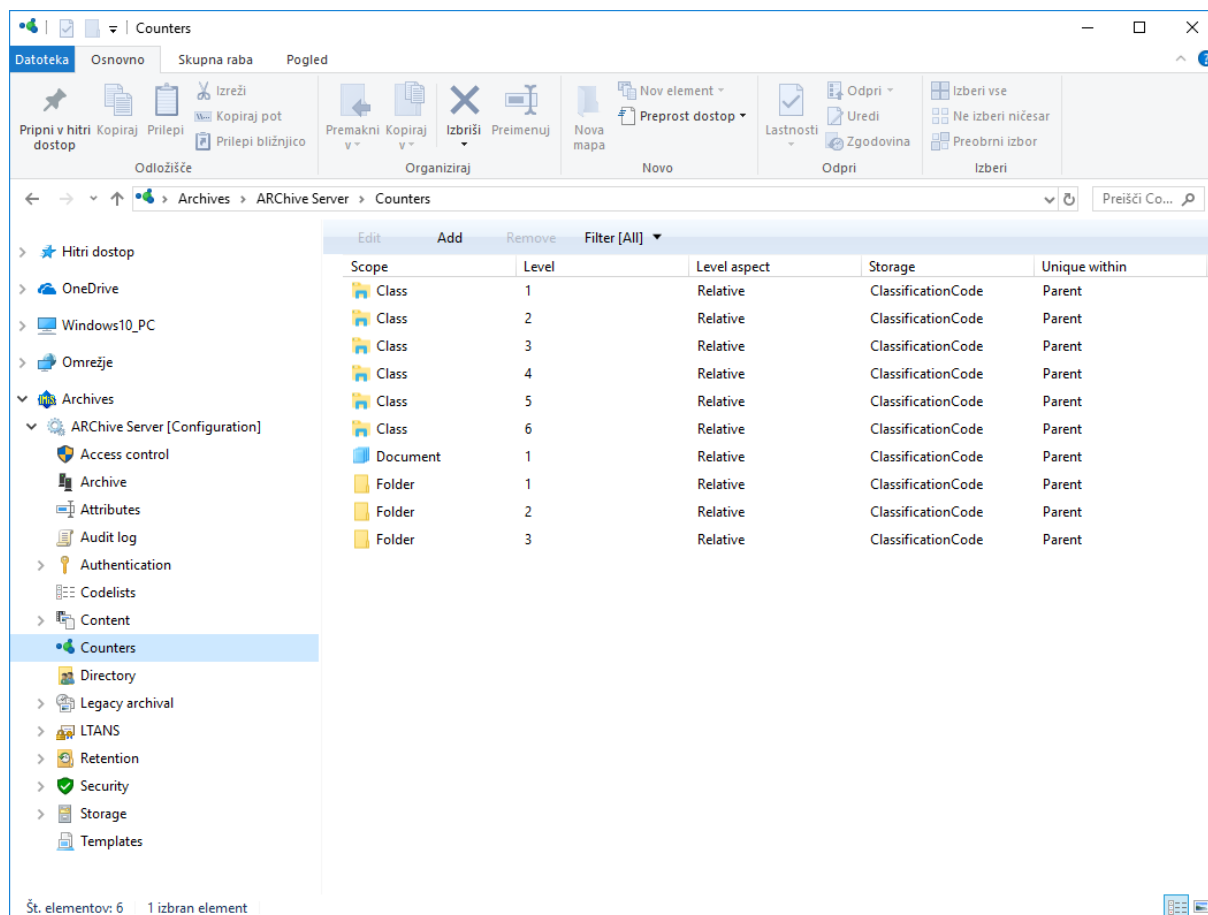 Counters
Datoteka Osnovno Skupna raba Pogled
Pripni v hitri dostop
Kopiraj
Prilepi
Izreži
Kopiraj pot
Prilepi bližnjico
Odložišče
Premakni v
Kopiraj v
Izbriši
Preimenuj
Organiziraj
Nova mapa
Nov element
Preprost dostop
Novo
Lastnosti
Odpri
Uredi
Zgodovina
Odpri
Izberi vse
Ne izberi ničesar
Preobrni izbor
Izberi
Archives > ARChive Server > Counters
Preišči Co...
Hitri dostop
OneDrive
Windows10_PC
Omrežje
Archives
ARChive Server [Configuration]
Access control
Archive
Attributes
Audit log
Authentication
Codelists
Content
Counters
Directory
Legacy archival
LTANS
Retention
Security
Storage
Templates
Edit Add Remove Filter [All]
Scope Level Level aspect Storage Unique within
Class 1 Relative ClassificationCode Parent
Class 2 Relative ClassificationCode Parent
Class 3 Relative ClassificationCode Parent
Class 4 Relative ClassificationCode Parent
Class 5 Relative ClassificationCode Parent
Class 6 Relative ClassificationCode Parent
Document 1 Relative ClassificationCode Parent
Folder 1 Relative ClassificationCode Parent
Folder 2 Relative ClassificationCode Parent
Folder 3 Relative ClassificationCode Parent
Št. elementov: 6 1 izbran element